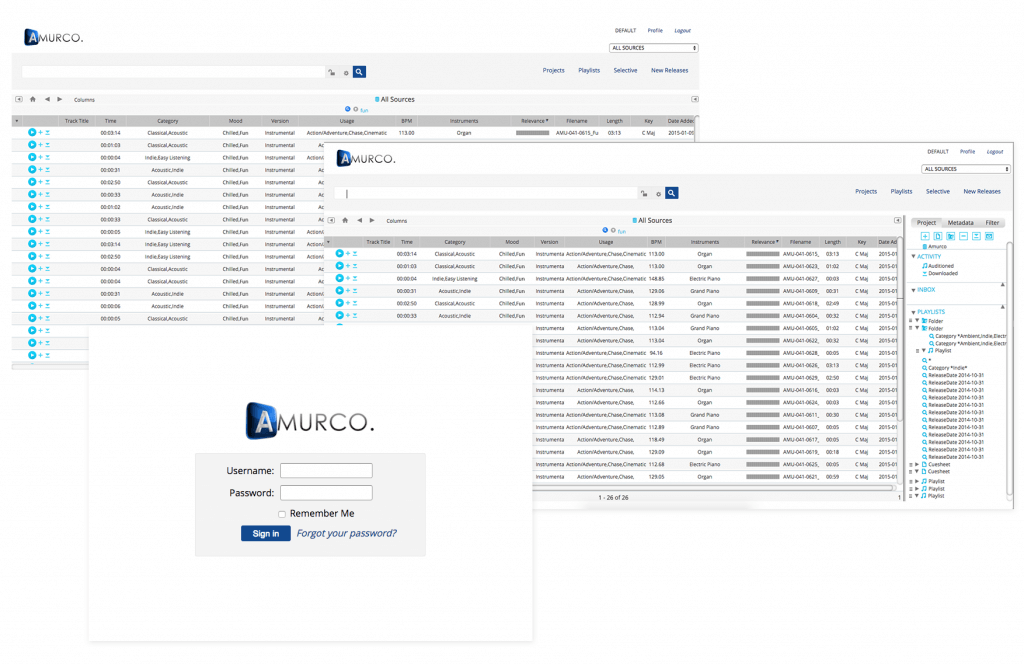 AMURCO.
DEFAULT Profile Logout
ALL SOURCES
Projects Playlists Selective New Releases
Columns All Sources
fun
Track Title Time Category Mood Version Usage BPM Instruments Relevance Filename Length Key Date Added
00:03:14 Classical,Acoustic Chilled,Fun Instrumental Action/Adventure,Chase,Cinematic 113.00 Organ AMU-041-0615_Fu 03:13 C Maj 2015-01-0
00:01:03 Classical,Acoustic Chilled,Fun Instrumental Action
00:00:04 Indie,Easy Listening Chilled,Fun Instrumental Action/
00:00:31 Acoustic,Indie Chilled,Fun Instrumental
00:02:50 Classical,Acoustic Chilled,Fun Instrumental
00:00:33 Acoustic,Indie Chilled,Fun Instrumental
00:01:02 Acoustic,Indie Chilled,Fun Instrumental
00:00:33 Classical,Acoustic Chilled,Fun Instrumental
00:00:05 Indie,Easy Listening Chilled,Fun Instrumental Action/
00:03:14 Indie,Easy Listening Chilled,Fun Instrumental Action/
00:02:50 Indie,Easy Listening Chilled,Fun Instrumental Action/
00:00:04 Classical,Acoustic Chilled,Fun Instrumental
00:00:04 Classical,Acoustic Chilled,Fun Instrumental
00:00:31 Acoustic,Indie Chilled,Fun Instrumental Action/
00:00:06 Acoustic,Indie Chilled,Fun Instrumental Action/
00:00:05 Classical,Acoustic Chilled,Fun Instrumental
AMURCO.
DEFAULT Profile Logout
ALL SOURCES
Projects Playlists Selective New Releases
Columns All Sources
fun
Track Title Time Category Mood Version Usage BPM Instruments Relevance Filename Length Key Date Ad
00:03:14 Classical,Acoustic Chilled,Fun Instrumenta Action/Adventure,Chase,Cinematic 113.00 Organ AMU-041-0615_ 03:13 C Maj 2015-01
00:01:03 Classical,Acoustic Chilled,Fun Instrumenta Action/Adventure,Chase, 113.00 Organ AMU-041-0623_ 01:02 C Maj 2015-01
00:00:04 Indie,Easy Listening Chilled,Fun Instrumenta Action/Adventure,Chase,Cinematic 148.85 Electric Piano AMU-041-0627_ 00:03 C Maj 2015-01
00:00:31 Acoustic,Indie Chilled,Fun Instrumenta Action/Adventure,Chase, 129.06 Grand Piano AMU-041-0609_ 00:31 C Maj 2015-01
00:02:50 Classical,Acoustic Chilled,Fun Instrumenta Action/Adventure,Chase, 128.99 Organ AMU-041-0618_ 02:49 C Maj 2015-01
00:00:33 Acoustic,Indie Chilled,Fun Instrumenta Action/Adventure,Chase, 112.94 Grand Piano AMU-041-0604_ 00:32 C Maj 2015-01
Action/Adventure,Chase, 113.04 Grand Piano AMU-041-0605_ 01:02 C Maj 2015-01
Action/Adventure,Chase, 113.04 Organ AMU-041-0622_ 00:32 C Maj 2015-01
Instrumenta Action/Adventure,Chase,Cinematic 94.16 Electric Piano AMU-041-0628_ 00:05 C Maj 2015-01
Instrumenta Action/Adventure,Chase,Cinematic 112.99 Electric Piano AMU-041-0626_ 03:13 C Maj 2015-01
Instrumenta Action/Adventure,Chase,Cinematic 129.01 Electric Piano AMU-041-0629_ 02:50 C Maj 2015-01
Instrumenta Action/Adventure,Chase, 114.13 Organ AMU-041-0616_ 00:03 C Maj 2015-01
Instrumenta Action/Adventure,Chase, 112.66 Organ AMU-041-0624_ 00:03 C Maj 2015-01
Instrumenta Action/Adventure,Chase,Cinematic 113.08 Grand Piano AMU-041-0611_ 00:30 C Maj 2015-01
Instrumenta Action/Adventure,Chase,Cinematic 112.89 Grand Piano AMU-041-0607_ 00:05 C Maj 2015-01
Instrumenta Action/Adventure,Chase, 118.49 Organ AMU-041-0617_ 00:05 C Maj 2015-01
Instrumenta Action/Adventure,Chase, 129.09 Organ AMU-041-0619_ 00:18 C Maj 2015-01
Instrumenta Action/Adventure,Chase,Cinematic 112.68 Electric Piano AMU-041-0625_ 00:05 C Maj 2015-01
Instrumenta Action/Adventure,Chase,Cinematic 129.05 Organ AMU-041-0621_ 00:59 C Maj 2015-01
1 - 26 of 26 1
Project Metadata Filter
Amurco
ACTIVITY
Auditioned
Downloaded
INBOX
PLAYLISTS
Folder
Folder
Category *Ambient,Indie,Electr
Category *Ambient,Indie,Electr
Playlist
*
Category *Indie*
ReleaseDate 2014-10-31
ReleaseDate 2014-10-31
ReleaseDate 2014-10-31
ReleaseDate 2014-10-31
ReleaseDate 2014-10-31
ReleaseDate 2014-10-31
ReleaseDate 2014-10-31
ReleaseDate 2014-10-31
ReleaseDate 2014-10-31
ReleaseDate 2014-10-31
ReleaseDate 2014-10-31
ReleaseDate 2014-10-31
Cuesheet
Cuesheet
Playlist
Playlist
Playlist
AMURCO.
Username:
Password:
Remember Me
Sign in Forgot your password?